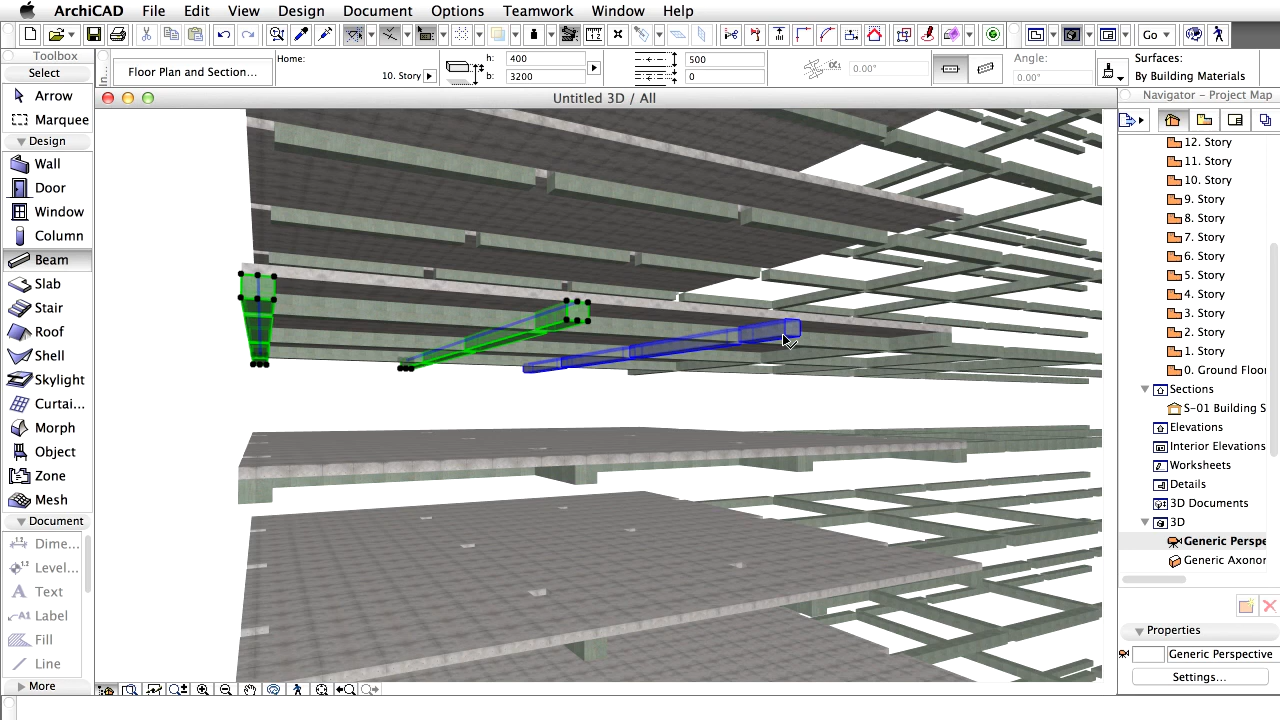 ArchiCAD File Edit View Design Document Options Teamwork Window Help
Go
Toolbox
Select
Arrow
Marquee
Design
Wall
Door
Window
Column
Beam
Slab
Stair
Roof
Shell
Skylight
Curtai...
Morph
Object
Zone
Mesh
Document
Dime...
Level...
Text
Label
Fill
Line
More
Floor Plan and Section...
Home:
10. Story
h: 400
b: 3200
500
0
α1 0.00°
Angle:
0.00°
Surfaces:
By Building Materials
Untitled 3D / All
Navigator - Project Map
12. Story
11. Story
10. Story
9. Story
8. Story
7. Story
6. Story
5. Story
4. Story
3. Story
2. Story
1. Story
0. Ground Floor
Sections
S-01 Building S
Elevations
Interior Elevations
Worksheets
Details
3D Documents
3D
Generic Perspe
Generic Axonor
Properties
Generic Perspective
Settings...